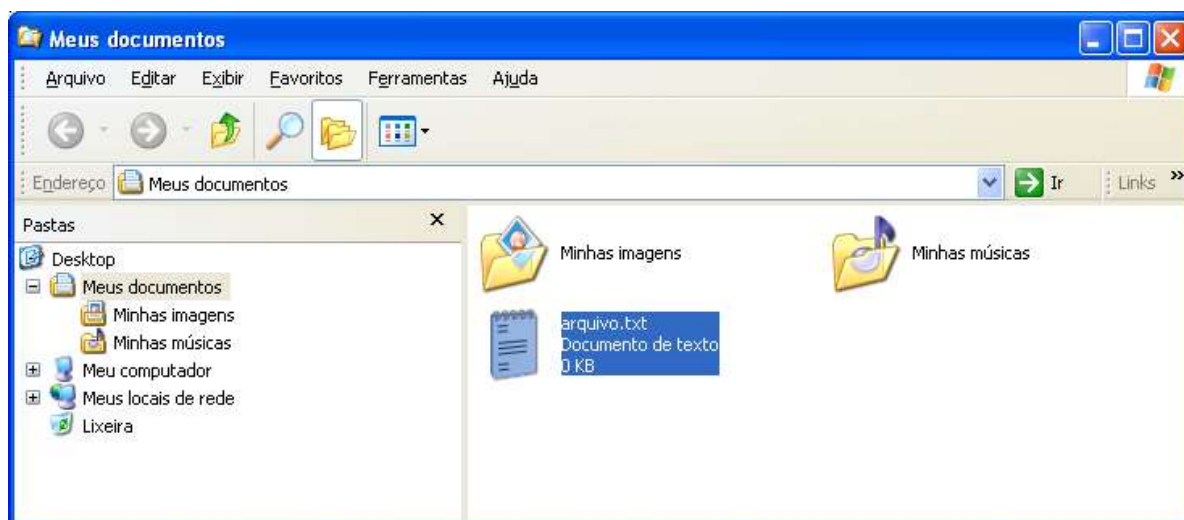 Meus documentos
Arquivo Editar Exibir Favoritos Ferramentas Ajuda
Endereço Meus documentos Ir Links »
Pastas
Desktop
Meus documentos
Minhas imagens
Minhas músicas
Meu computador
Meus locais de rede
Lixeira
Minhas imagens Minhas músicas
arquivo.txt
Documento de texto
0 KB